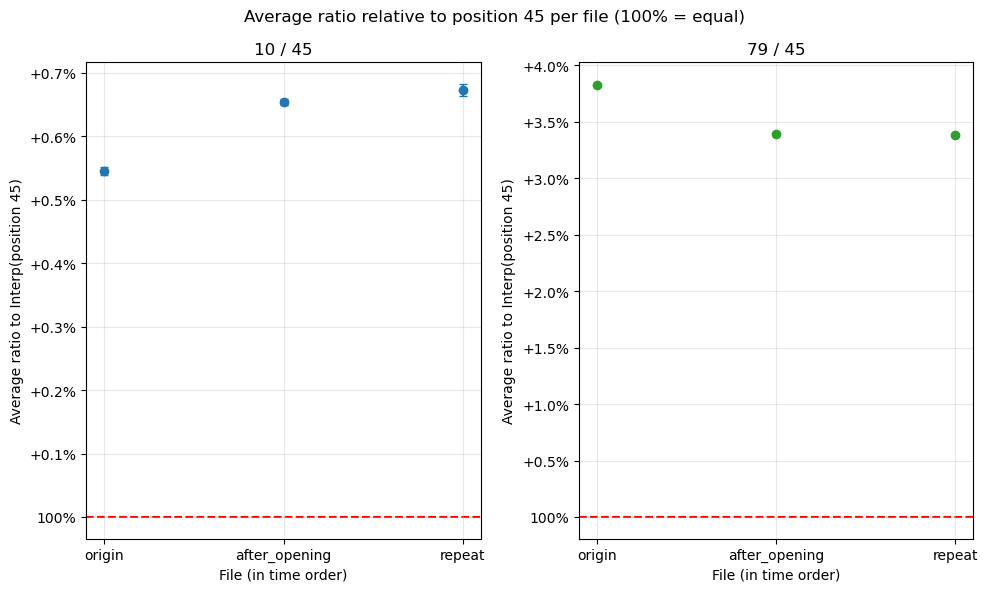 Average ratio relative to position 45 per file (100% = equal)
10 / 45
Average ratio to Interp(position 45)
+0.7%
+0.6%
+0.5%
+0.4%
+0.3%
+0.2%
+0.1%
100%
origin
after_opening
repeat
File (in time order)
79 / 45
Average ratio to Interp(position 45)
+4.0%
+3.5%
+3.0%
+2.5%
+2.0%
+1.5%
+1.0%
+0.5%
100%
origin
after_opening
repeat
File (in time order)